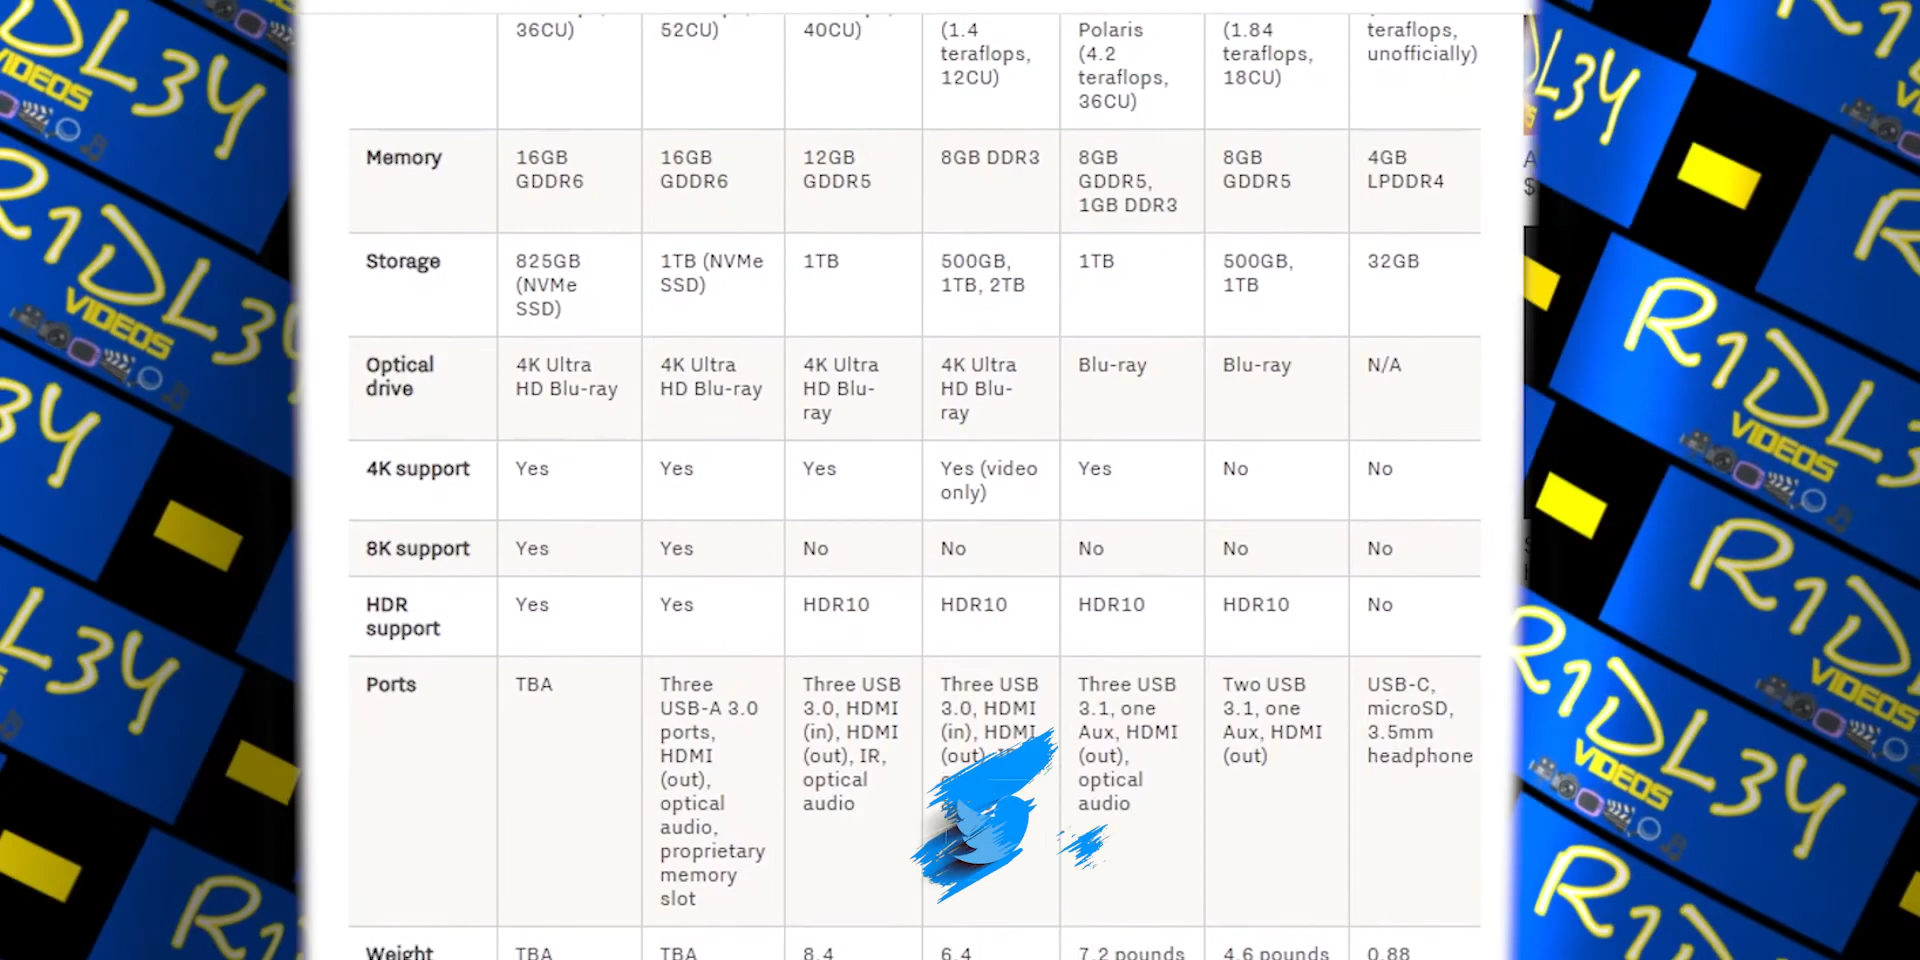 36CU)
52CU)
40CU)
(1.4
teraflops,
12CU)
Polaris
(4.2
teraflops,
36CU)
(1.84
teraflops,
18CU)
teraflops,
unofficially)
Memory
16GB
GDDR6
16GB
GDDR6
12GB
GDDR5
8GB DDR3
8GB
GDDR5,
1GB DDR3
8GB
GDDR5
4GB
LPDDR4
Storage
825GB
(NVMe
SSD)
1TB (NVMe
SSD)
1TB
500GB,
1TB, 2TB
1TB
500GB,
1TB
32GB
Optical
drive
4K Ultra
HD Blu-ray
4K Ultra
HD Blu-ray
4K Ultra
HD Blu-
ray
4K Ultra
HD Blu-
ray
Blu-ray
Blu-ray
N/A
4K support
Yes
Yes
Yes
Yes (video
only)
Yes
No
No
8K support
Yes
Yes
No
No
No
No
No
HDR
support
Yes
Yes
HDR10
HDR10
HDR10
HDR10
No
Ports
TBA
Three
USB-A 3.0
ports,
HDMI
(out),
optical
audio,
proprietary
memory
slot
Three USB
3.0, HDMI
(in), HDMI
(out), IR,
optical
audio
Three USB
3.0, HDMI
(in), HDMI
(out)
Three USB
3.1, one
Aux, HDMI
(out),
optical
audio
Two USB
3.1, one
Aux, HDMI
(out)
USB-C,
microSD,
3.5mm
headphone
Weight
TBA
TBA
8.4
6.4
7.2 pounds
4.6 pounds
0.88
R1DL3Y
VIDEOS
R1DL3Y
VIDEOS
R1DL3Y
VIDEOS
R1DL3Y
VIDEOS